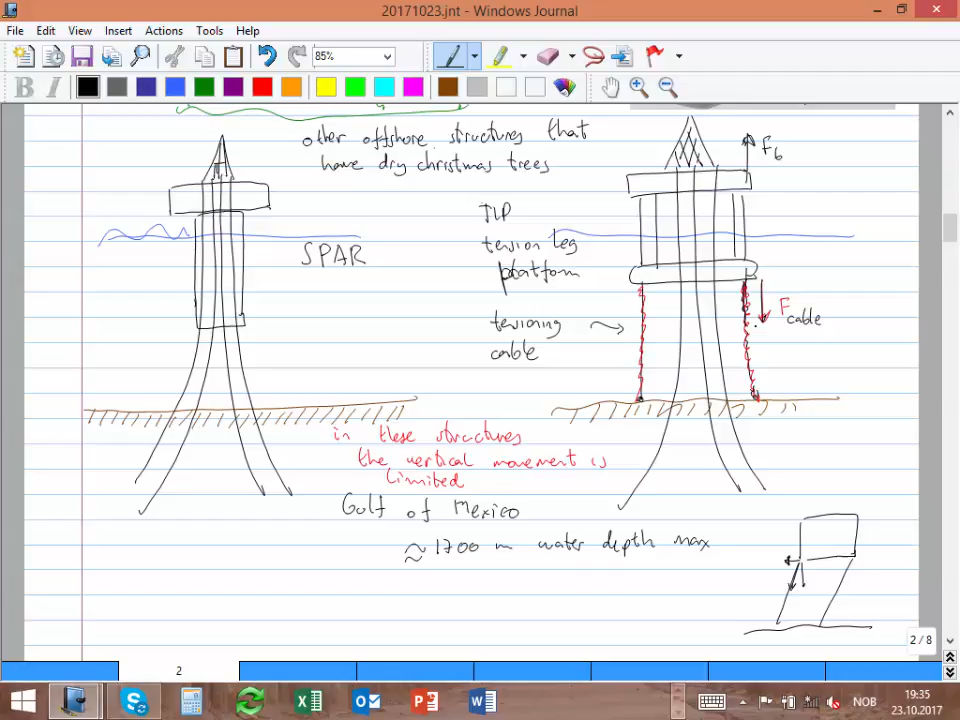 20171023.jnt - Windows Journal
File Edit View Insert Actions Tools Help
85%
B I
other offshore structures that
have dry christmas trees
F6
TLP
tension leg
platform
SPAR
F cable
tensioning
cable
in these structures
the vertical movement is
limited
Gulf of Mexico
≈ 1700 m water depth max
2 / 8
2
NOB
19:35
23.10.2017